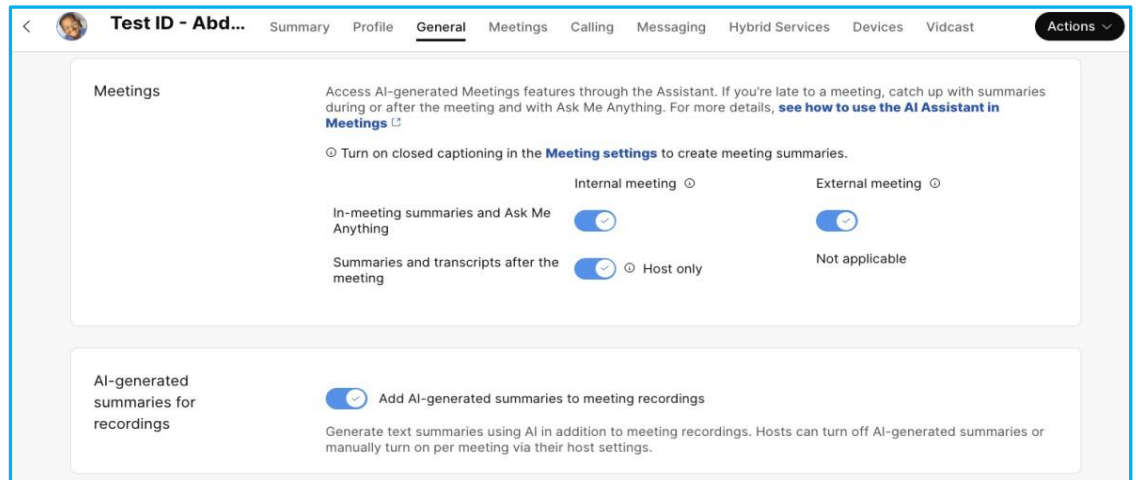 Test ID - Abd... Summary Profile General Meetings Calling Messaging Hybrid Services Devices Vidcast Actions
Meetings
Access AI-generated Meetings features through the Assistant. If you're late to a meeting, catch up with summaries
during or after the meeting and with Ask Me Anything. For more details, see how to use the AI Assistant in
Meetings
Turn on closed captioning in the Meeting settings to create meeting summaries.
Internal meeting External meeting
In-meeting summaries and Ask Me
Anything
Summaries and transcripts after the
meeting
Host only
Not applicable
AI-generated
summaries for
recordings
Add AI-generated summaries to meeting recordings
Generate text summaries using AI in addition to meeting recordings. Hosts can turn off AI-generated summaries or
manually turn on per meeting via their host settings.